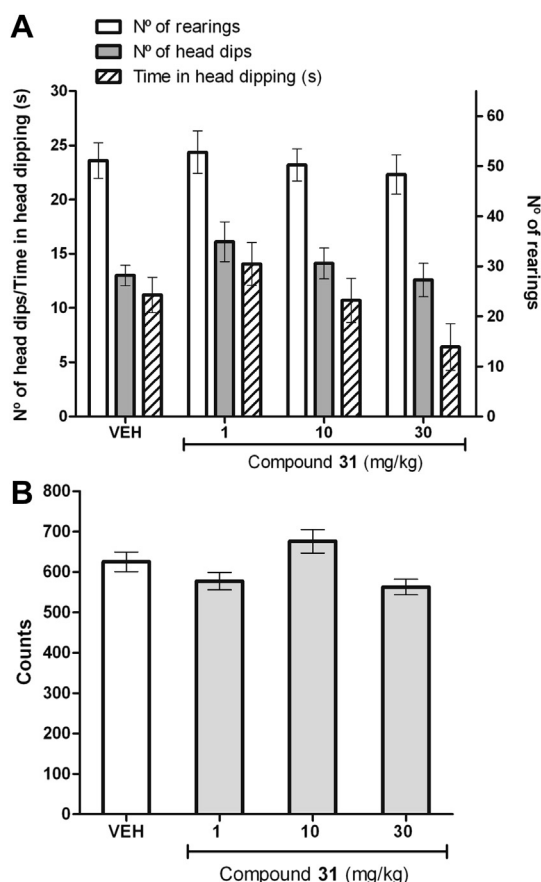 A
Nº of rearings
Nº of head dips
Time in head dipping (s)
Nº of head dips/Time in head dipping (s)
30
25
20
15
10
5
0
60
50
40
30
20
10
0
Nº of rearings
VEH 1 10 30
Compound 31 (mg/kg)
B
Counts
800
700
600
500
400
300
200
100
0
VEH 1 10 30
Compound 31 (mg/kg)